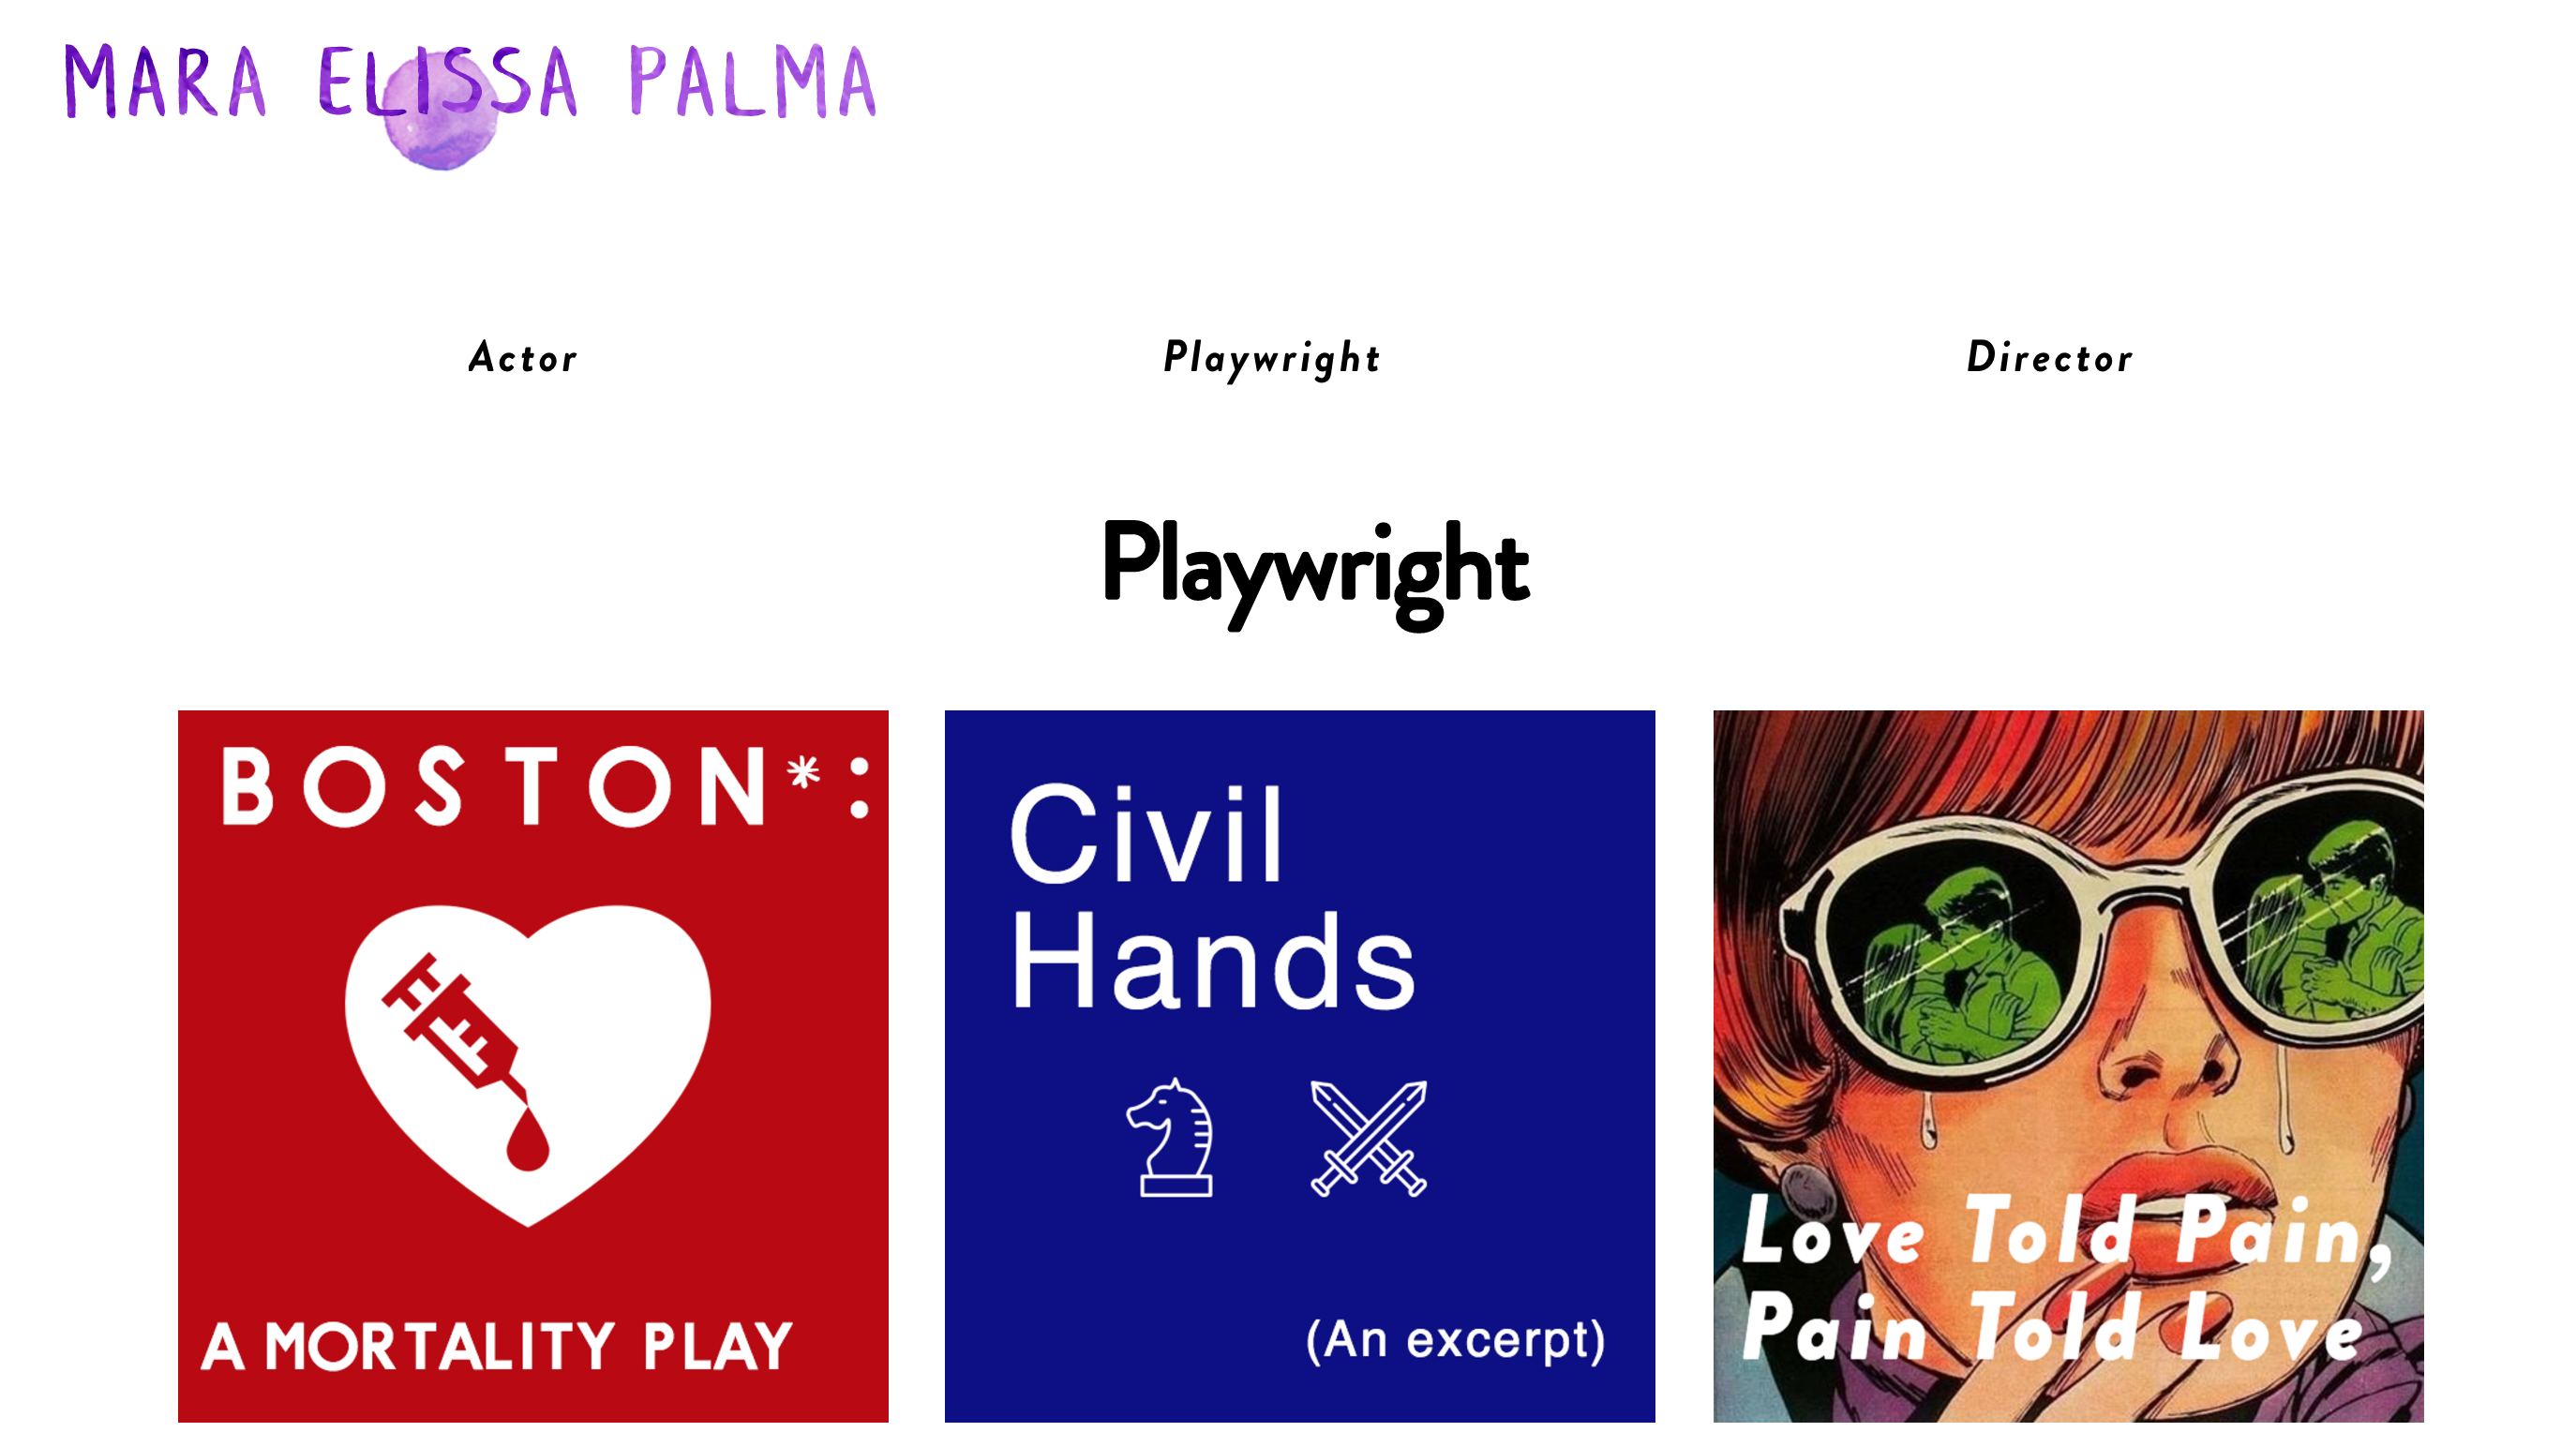 MARA ELISSA PALMA
Actor
Playwright
Director
Playwright
BOSTON*:
A MORTALITY PLAY
Civil
Hands
(An excerpt)
Love Told Pain,
Pain Told Love